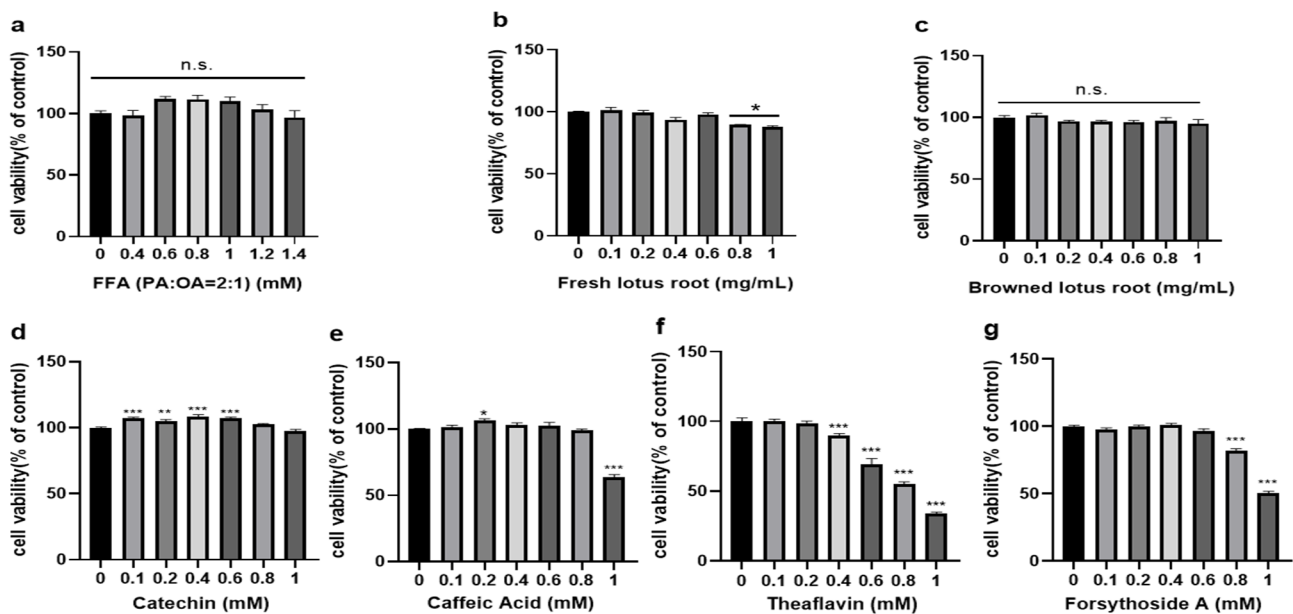 a
cell vability(% of control)
150
100
50
0
n.s.
0 0.4 0.6 0.8 1 1.2 1.4
FFA (PA:OA=2:1) (mM)
b
cell vability(% of control)
150
100
50
0
*
0 0.1 0.2 0.4 0.6 0.8 1
Fresh lotus root (mg/mL)
c
cell vability(% of control)
150
100
50
0
n.s.
0 0.1 0.2 0.4 0.6 0.8 1
Browned lotus root (mg/mL)
d
cell vability(% of control)
150
100
50
0
*** ** *** ***
0 0.1 0.2 0.4 0.6 0.8 1
Catechin (mM)
e
cell vability(% of control)
150
100
50
0
* ***
0 0.1 0.2 0.4 0.6 0.8 1
Caffeic Acid (mM)
f
cell vability(% of control)
150
100
50
0
*** *** *** ***
0 0.1 0.2 0.4 0.6 0.8 1
Theaflavin (mM)
g
cell vability(% of control)
150
100
50
0
*** ***
0 0.1 0.2 0.4 0.6 0.8 1
Forsythoside A (mM)